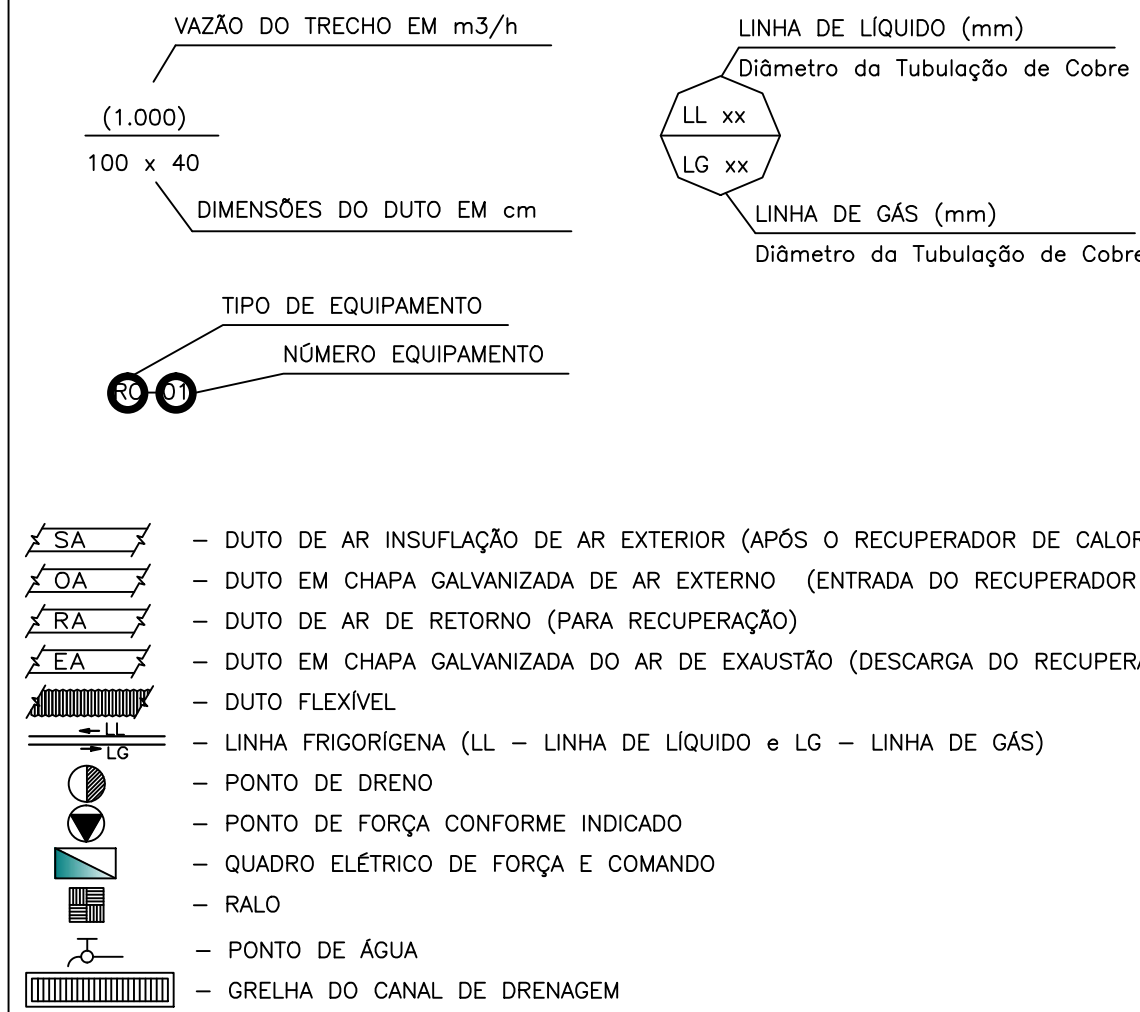 VAZÃO DO TRECHO EM m3/h
(1.000)
100 x 40
DIMENSÕES DO DUTO EM cm
LINHA DE LÍQUIDO (mm)
Diâmetro da Tubulação de Cobre
LL xx
LG xx
LINHA DE GÁS (mm)
Diâmetro da Tubulação de Cobre
TIPO DE EQUIPAMENTO
NÚMERO EQUIPAMENTO
01
SA – DUTO DE AR INSUFLAÇÃO DE AR EXTERIOR (APÓS O RECUPERADOR DE CALOR
OA – DUTO EM CHAPA GALVANIZADA DE AR EXTERNO (ENTRADA DO RECUPERADOR
RA – DUTO DE AR DE RETORNO (PARA RECUPERAÇÃO)
EA – DUTO EM CHAPA GALVANIZADA DO AR DE EXAUSTÃO (DESCARGA DO RECUPERA
– DUTO FLEXÍVEL
LL
LG
– LINHA FRIGORÍGENA (LL – LINHA DE LÍQUIDO e LG – LINHA DE GÁS)
– PONTO DE DRENO
– PONTO DE FORÇA CONFORME INDICADO
– QUADRO ELÉTRICO DE FORÇA E COMANDO
– RALO
– PONTO DE ÁGUA
– GRELHA DO CANAL DE DRENAGEM